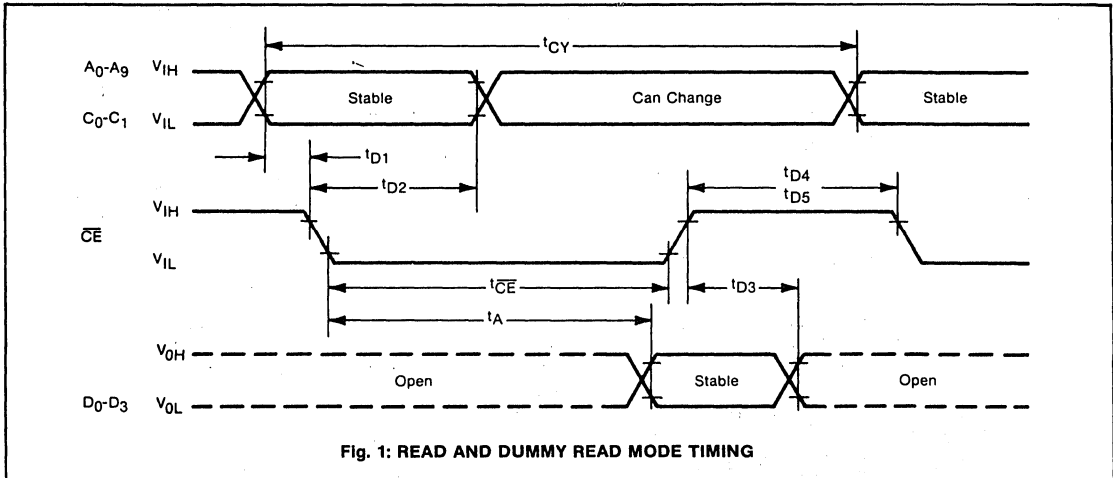 tCY
A0-A9 VIH
Stable
Can Change
Stable
C0-C1 VIL
tD1
tD2
tD4
tD5
VIH
CE
VIL
tCE
tD3
tA
V0H
Open
Stable
Open
D0-D3 V0L
Fig. 1: READ AND DUMMY READ MODE TIMING